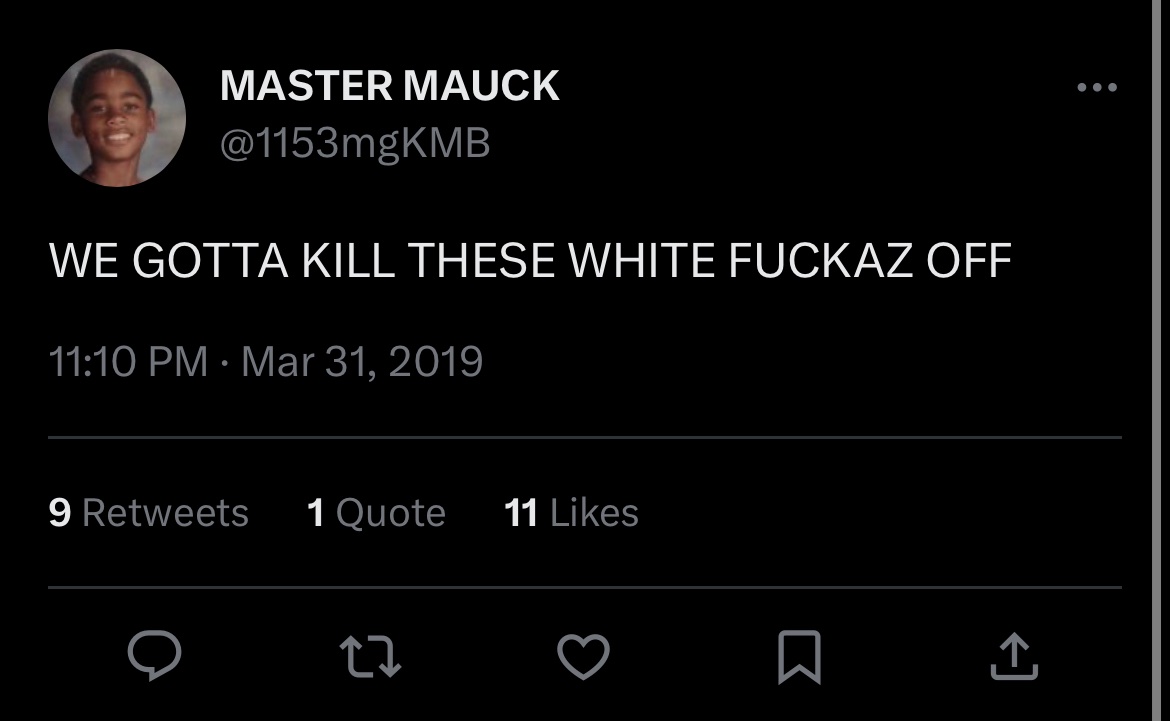 MASTER MAUCK
@1153mgKMB
WE GOTTA KILL THESE WHITE FUCKAZ OFF
11:10 PM · Mar 31, 2019
9 Retweets 1 Quote 11 Likes